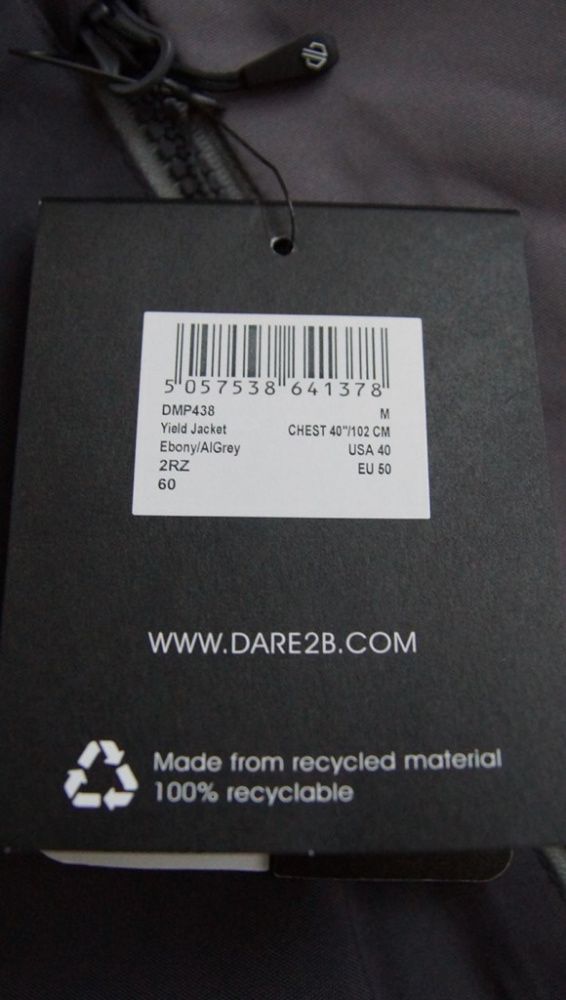 5 057538 641378
DMP438 M
Yield Jacket CHEST 40"/102 CM
Ebony/AlGrey USA 40
2RZ EU 50
60
WWW.DARE2B.COM
Made from recycled material
100% recyclable